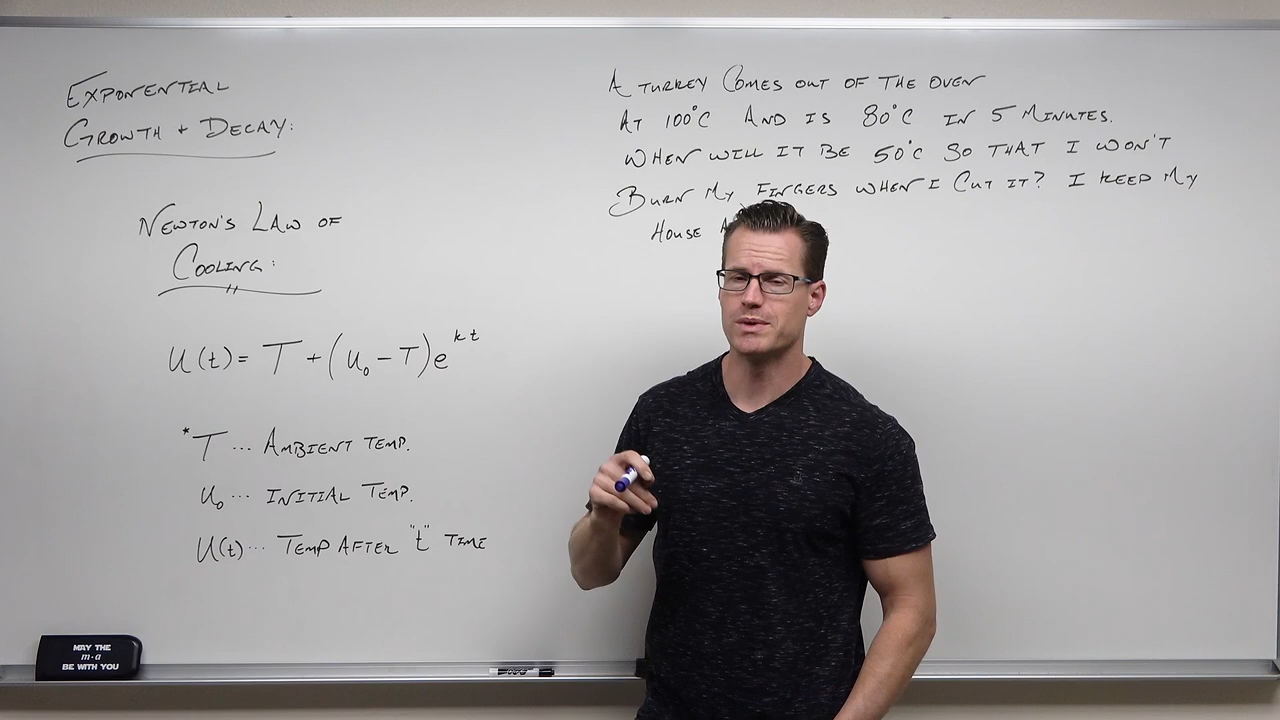 EXPONENTIAL
GROWTH + DECAY:
NEWTON'S LAW OF
COOLING:
U(t) = T + (U₀ - T)e^kt
* T ... AMBIENT TEMP.
U₀ ... INITIAL TEMP.
U(t) ... TEMP AFTER "t" TIME
A TURKEY COMES OUT OF THE OVEN
AT 100°C AND IS 80°C IN 5 MINUTES.
WHEN WILL IT BE 50°C SO THAT I WON'T
BURN MY FINGERS WHEN I CUT IT? I KEEP MY
HOUSE
MAY THE
m·a
BE WITH YOU